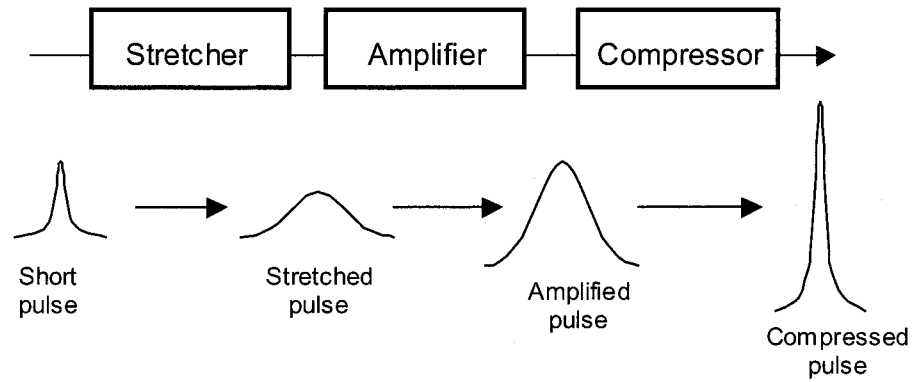 Stretcher
Amplifier
Compressor
Short
pulse
Stretched
pulse
Amplified
pulse
Compressed
pulse